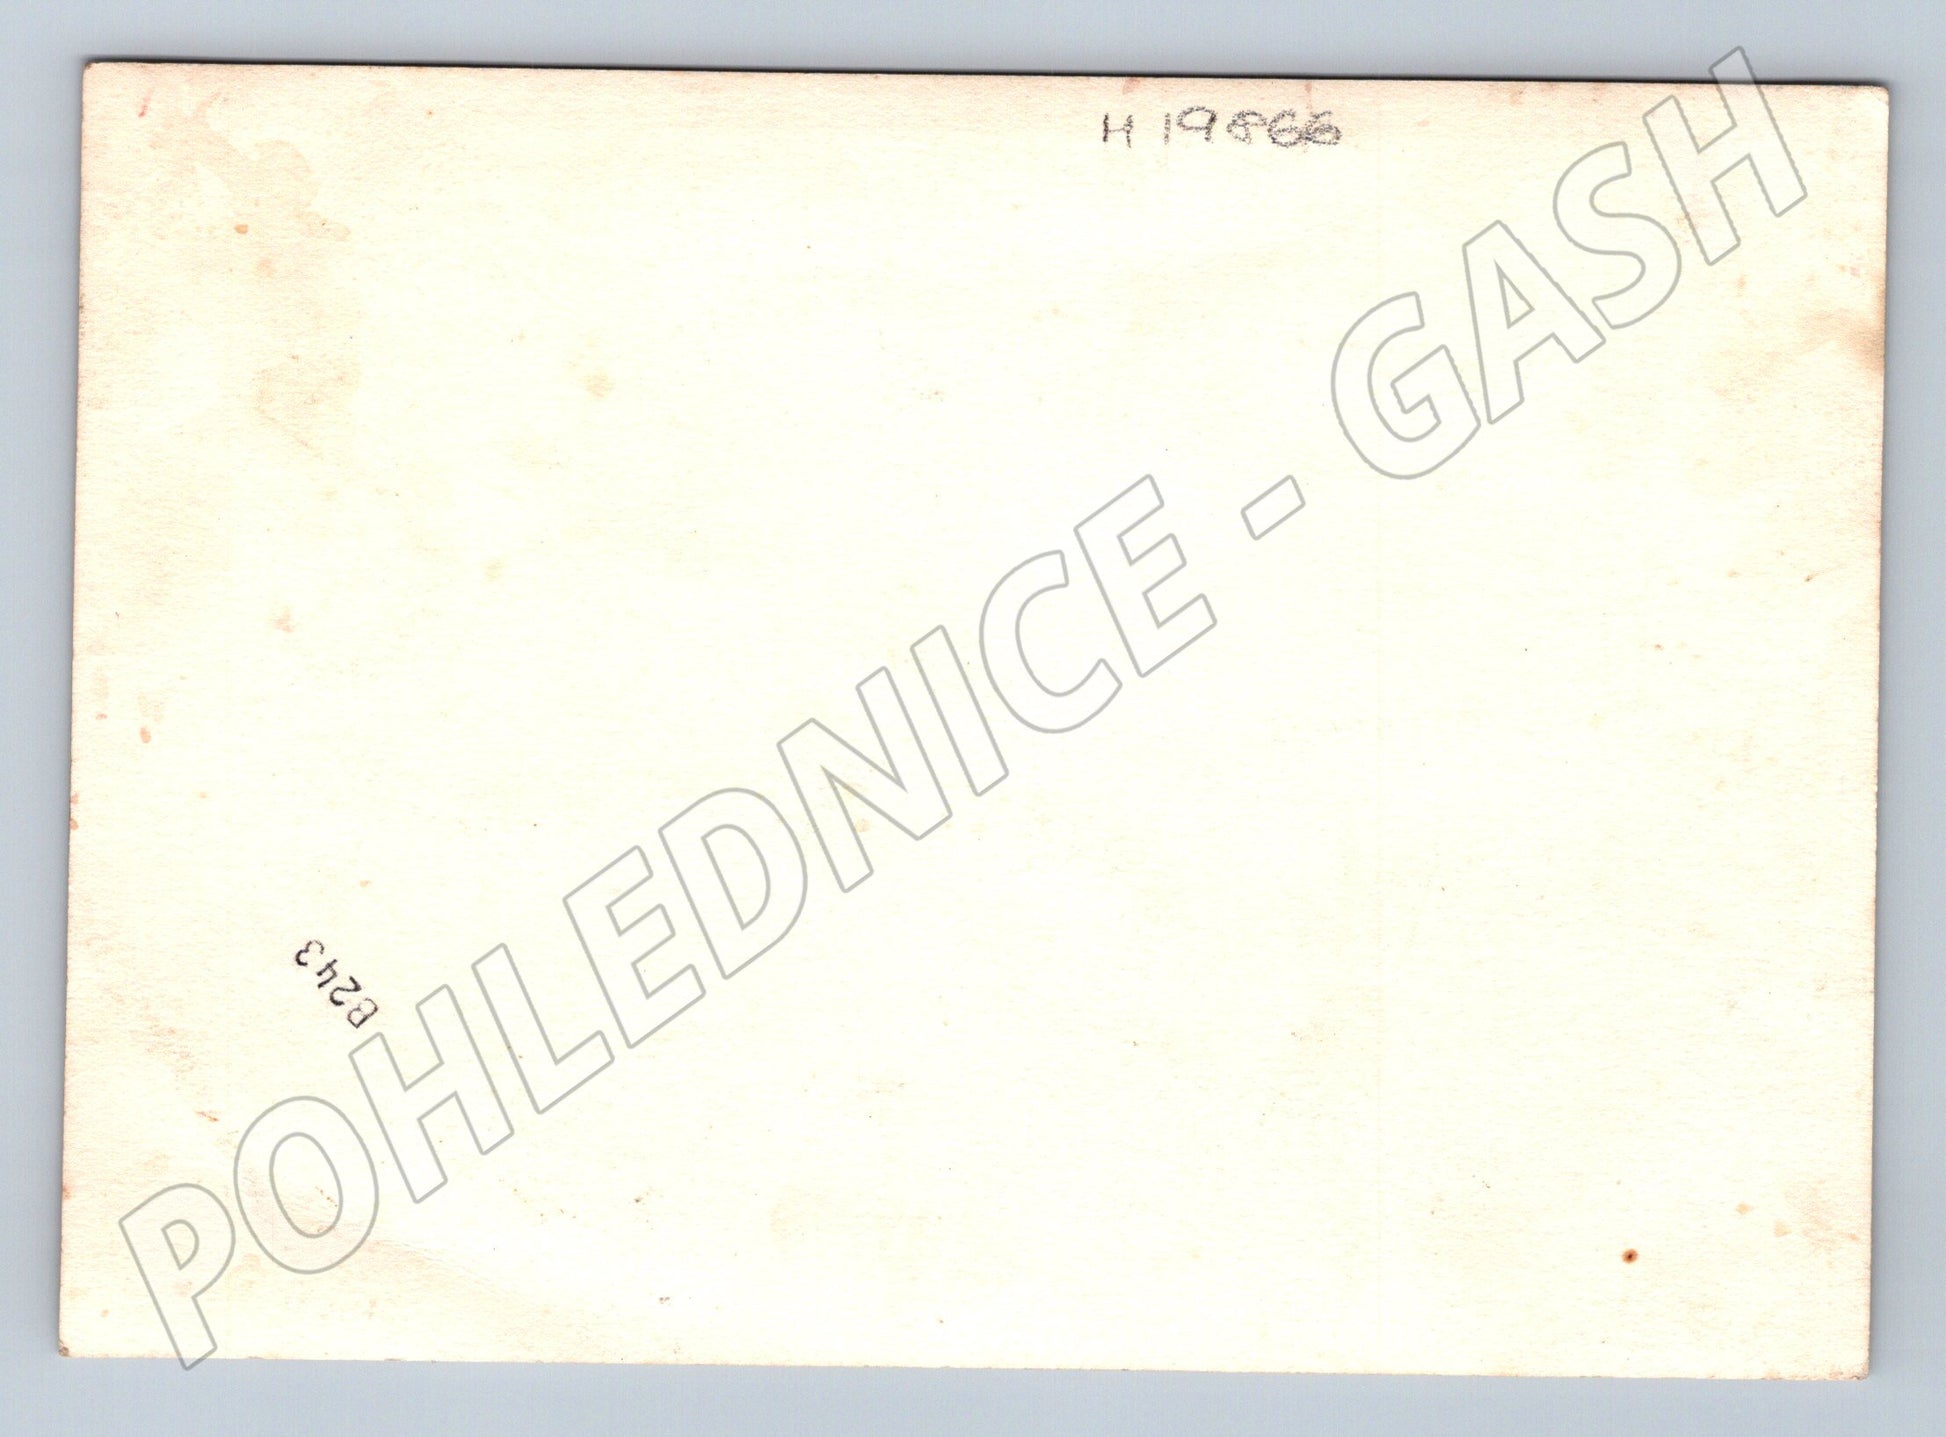 H 19866
POHLEDNICE - GASH
B243